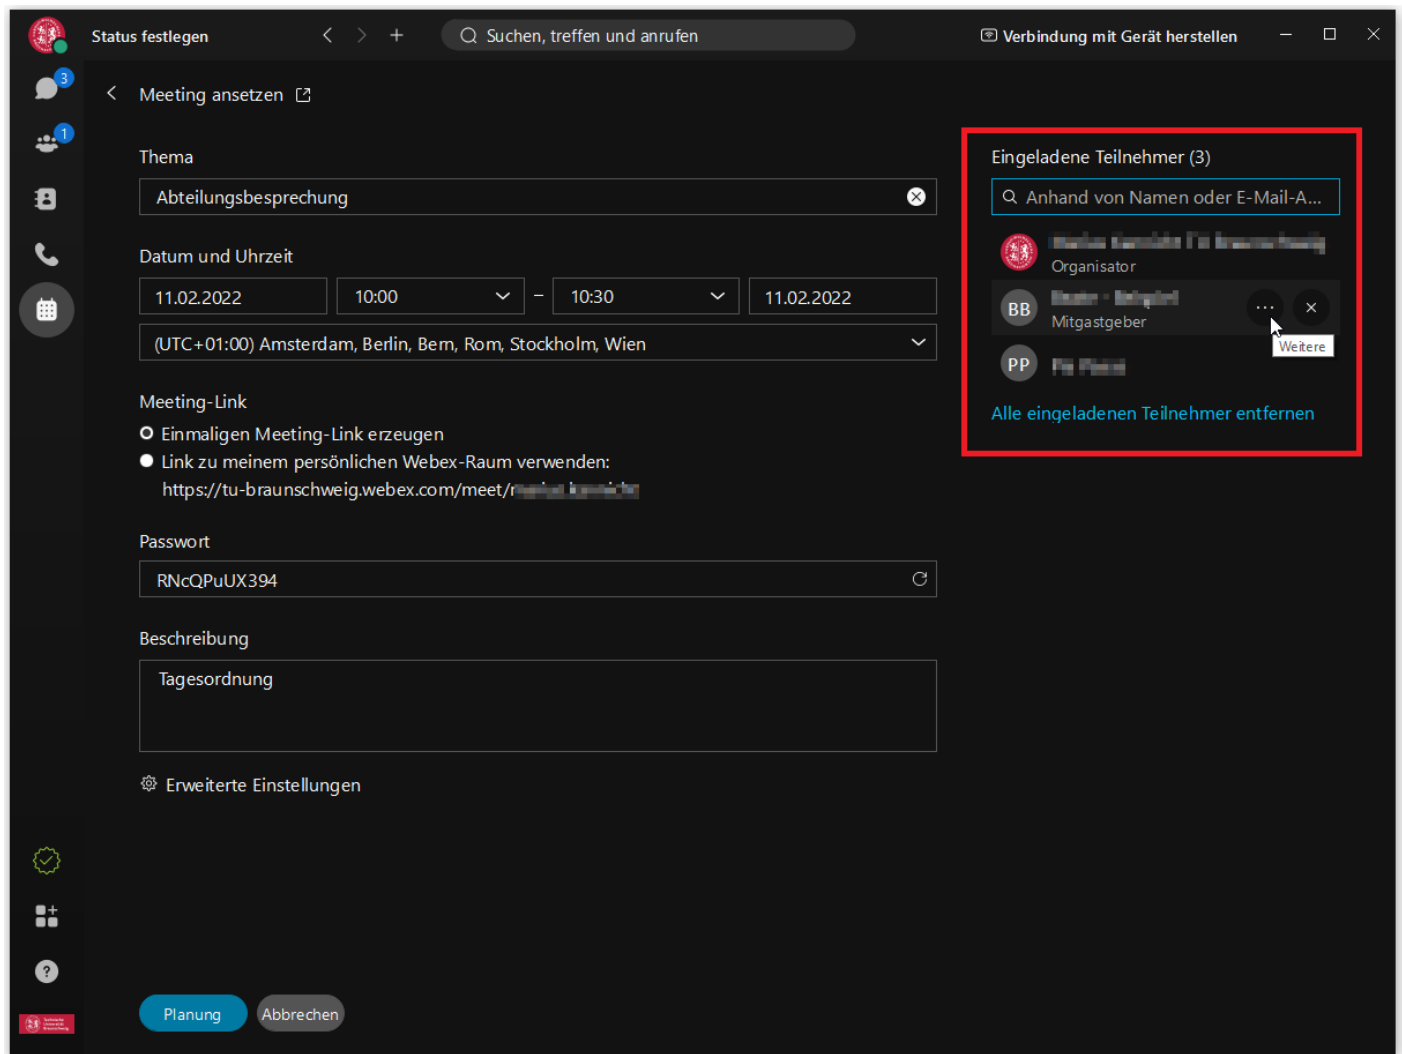 Status festlegen
Suchen, treffen und anrufen
Verbindung mit Gerät herstellen
3
1
Meeting ansetzen
Thema
Abteilungsbesprechung
Datum und Uhrzeit
11.02.2022 10:00 – 10:30 11.02.2022
(UTC+01:00) Amsterdam, Berlin, Bern, Rom, Stockholm, Wien
Meeting-Link
Einmaligen Meeting-Link erzeugen
Link zu meinem persönlichen Webex-Raum verwenden:
https://tu-braunschweig.webex.com/meet/
Passwort
RNcQPuUX394
Beschreibung
Tagesordnung
Erweiterte Einstellungen
Planung
Abbrechen
Eingeladene Teilnehmer (3)
Anhand von Namen oder E-Mail-A...
Organisator
BB
Mitgastgeber
Weitere
PP
Alle eingeladenen Teilnehmer entfernen